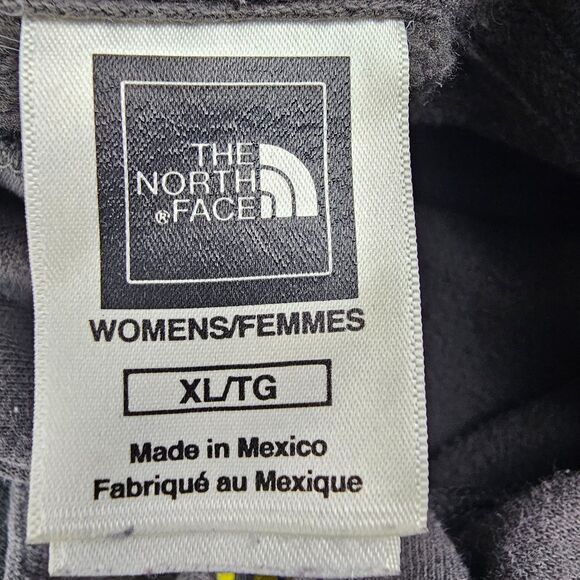 THE
NORTH
® FACE
WOMENS/FEMMES
XL/TG
Made in Mexico
Fabriqué au Mexique